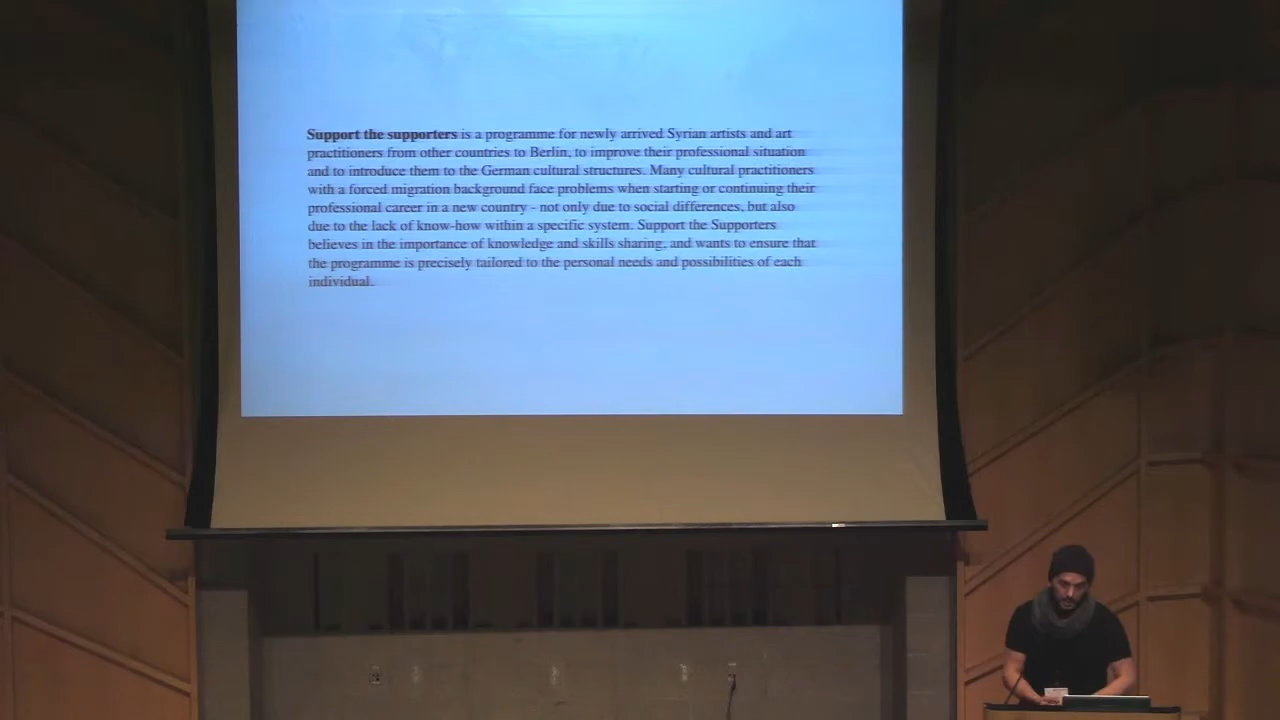 Support the supporters is a programme for newly arrived Syrian artists and art
practitioners from other countries to Berlin, to improve their professional situation
and to introduce them to the German cultural structures. Many cultural practitioners
with a forced migration background face problems when starting or continuing their
professional career in a new country - not only due to social differences, but also
due to the lack of know-how within a specific system. Support the Supporters
believes in the importance of knowledge and skills sharing, and wants to ensure that
the programme is precisely tailored to the personal needs and possibilities of each
individual.